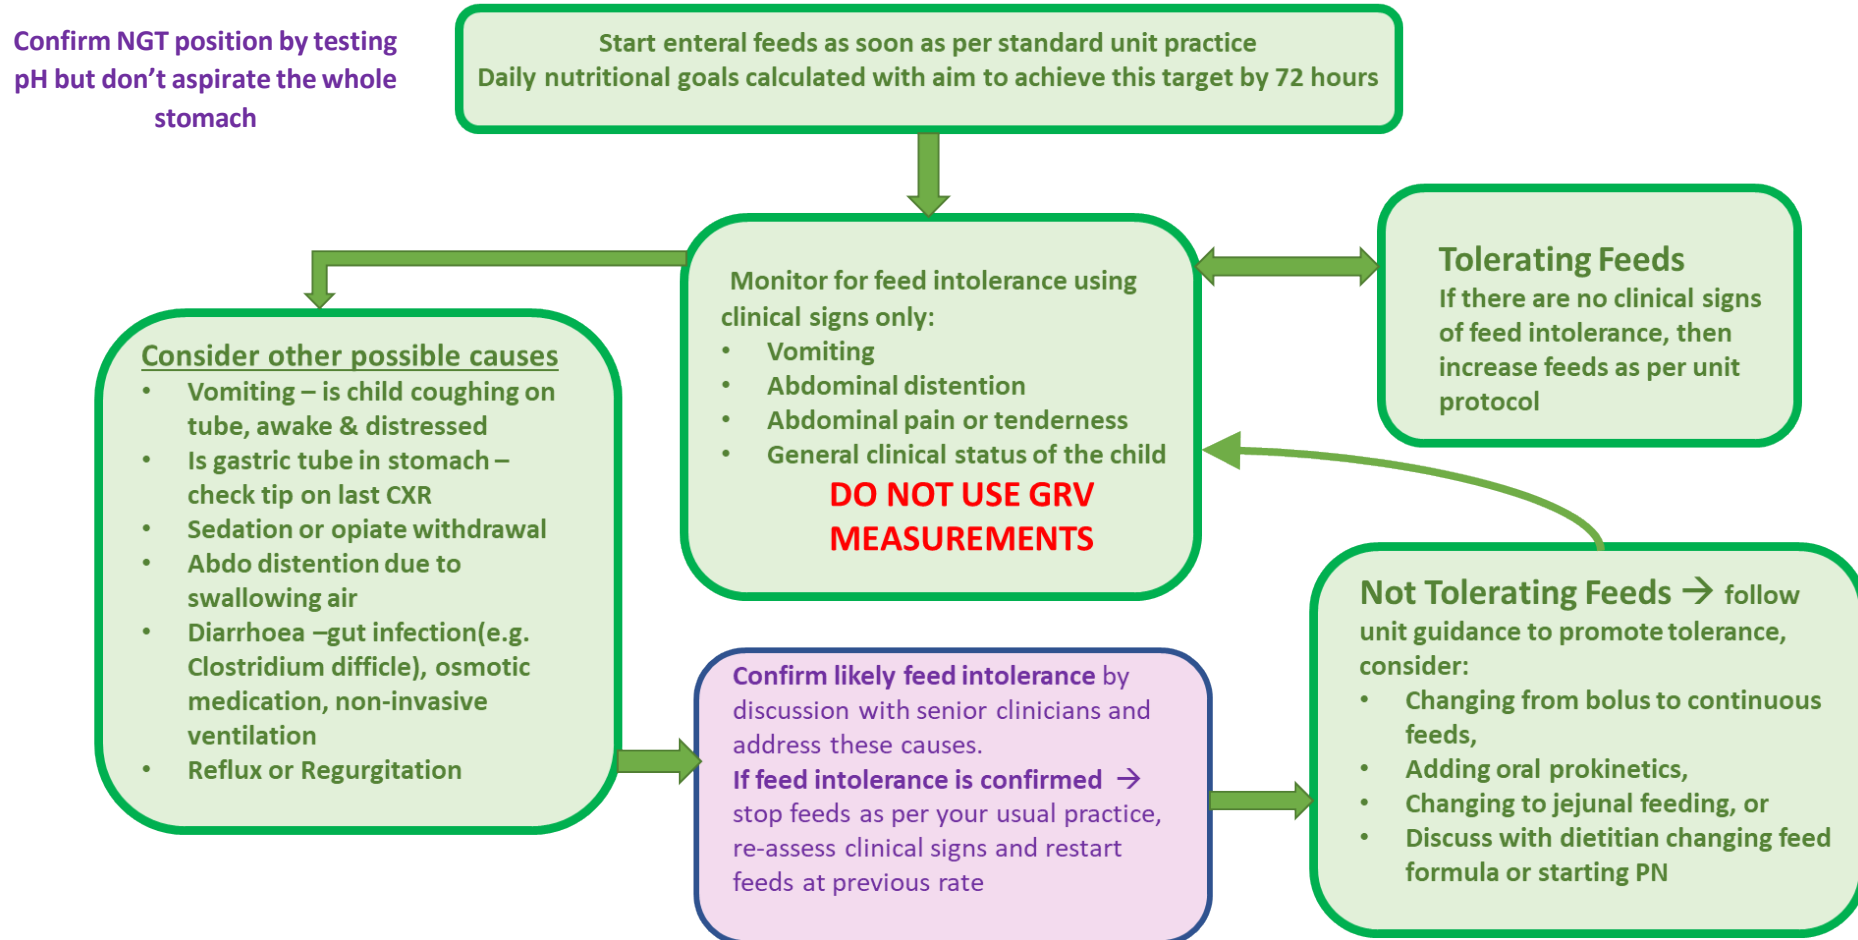 Confirm NGT position by testing
pH but don't aspirate the whole
stomach
Start enteral feeds as soon as per standard unit practice
Daily nutritional goals calculated with aim to achieve this target by 72 hours
Monitor for feed intolerance using
clinical signs only:
• Vomiting
• Abdominal distention
• Abdominal pain or tenderness
• General clinical status of the child
DO NOT USE GRV
MEASUREMENTS
Tolerating Feeds
If there are no clinical signs
of feed intolerance, then
increase feeds as per unit
protocol
Consider other possible causes
• Vomiting – is child coughing on
tube, awake & distressed
• Is gastric tube in stomach –
check tip on last CXR
• Sedation or opiate withdrawal
• Abdo distention due to
swallowing air
• Diarrhoea –gut infection(e.g.
Clostridium difficle), osmotic
medication, non-invasive
ventilation
• Reflux or Regurgitation
Confirm likely feed intolerance by
discussion with senior clinicians and
address these causes.
If feed intolerance is confirmed →
stop feeds as per your usual practice,
re-assess clinical signs and restart
feeds at previous rate
Not Tolerating Feeds → follow
unit guidance to promote tolerance,
consider:
• Changing from bolus to continuous
feeds,
• Adding oral prokinetics,
• Changing to jejunal feeding, or
• Discuss with dietitian changing feed
formula or starting PN